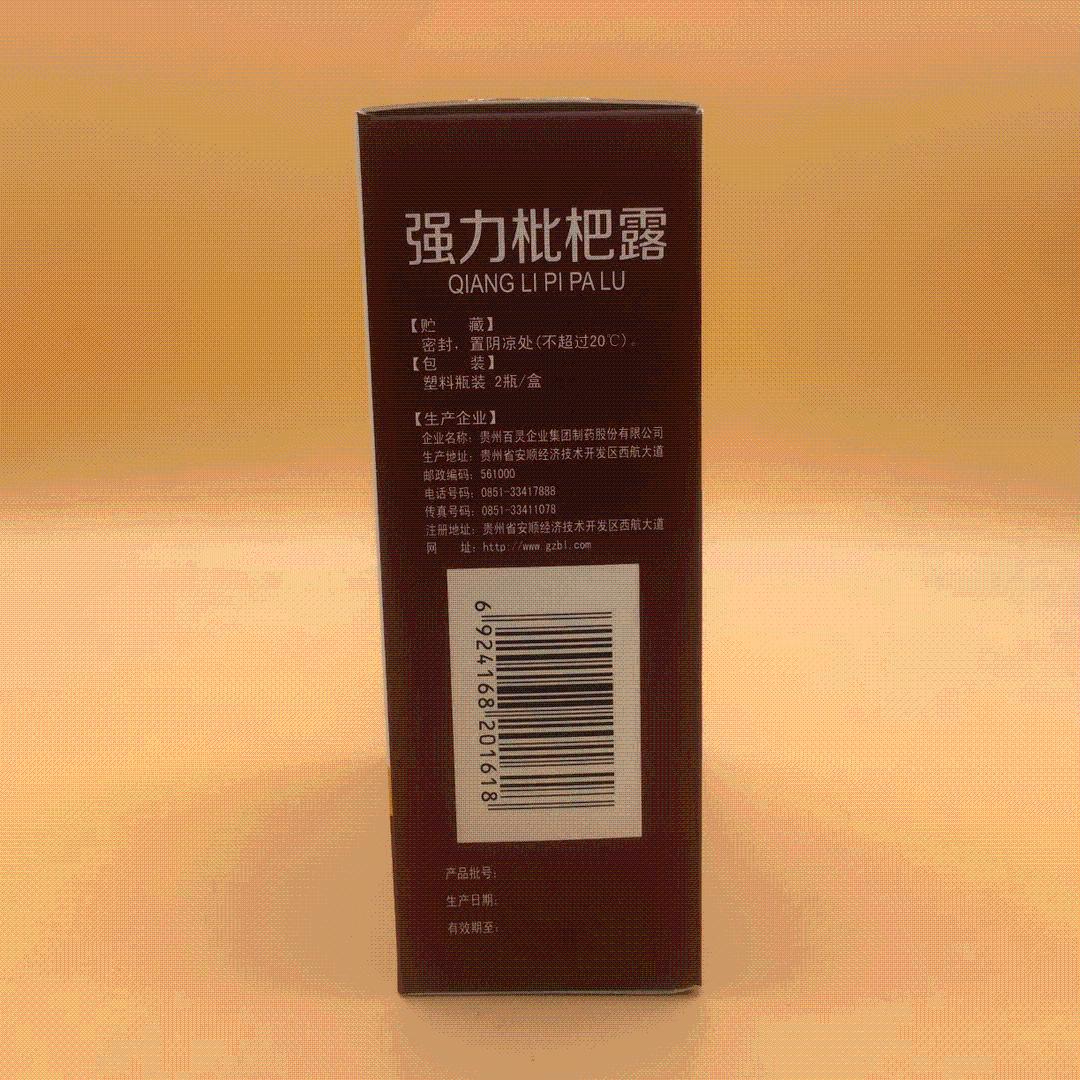 强力枇杷露
QIANG LI PI PA LU
【贮 藏】
密封，置阴凉处(不超过20℃)。
【包 装】
塑料瓶装 2瓶/盒
【生产企业】
企业名称：贵州百灵企业集团制药股份有限公司
生产地址：贵州省安顺经济技术开发区西航大道
邮政编码：561000
电话号码：0851-33417888
传真号码：0851-33411078
注册地址：贵州省安顺经济技术开发区西航大道
网 址：http://www.gzbl.com
6 924168 201618
产品批号：
生产日期：
有效期至：